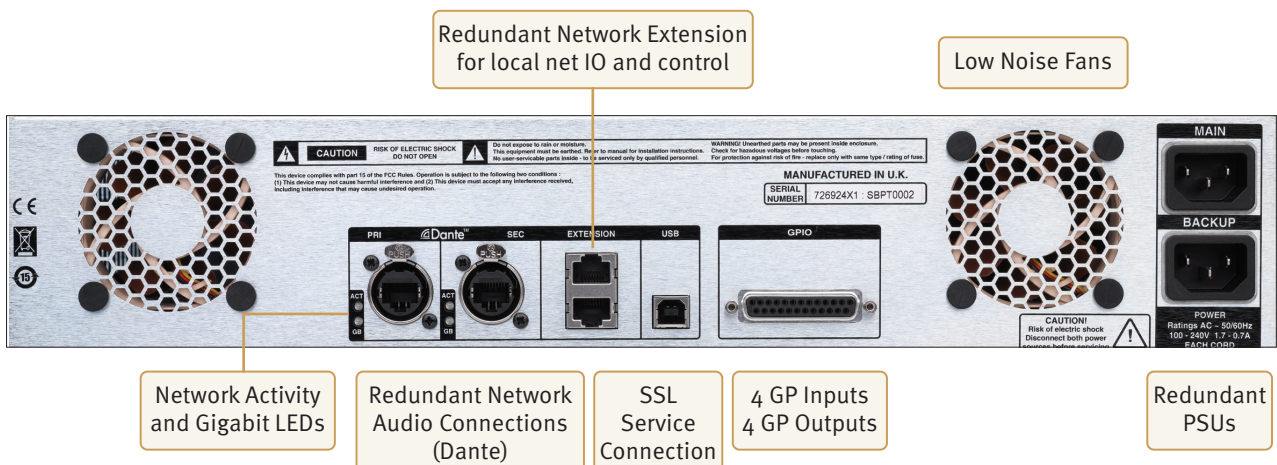 Redundant Network Extension
for local net IO and control
Low Noise Fans
MAIN
CAUTION
RISK OF ELECTRIC SHOCK
DO NOT OPEN
Do not expose to rain or moisture.
This equipment must be earthed. Refer to manual for installation instructions.
No user-servicable parts inside - to be serviced only by qualified personnel.
WARNING! Unearthed parts may be present inside enclosure.
Check for hazardous voltages before touching.
For protection against risk of fire - replace only with same type / rating of fuse.
This device complies with part 15 of the FCC Rules. Operation is subject to the following two conditions :
(1) This device may not cause harmful interference and (2) This device must accept any interference received,
including interference that may cause undesired operation.
MANUFACTURED IN U.K.
SERIAL
NUMBER
726924X1 : SBPT0002
CE
15
BACKUP
PRI
Dante™
SEC
EXTENSION
USB
GPIO
PUSH
PUSH
ACT
GB
ACT
GB
CAUTION!
Risk of electric shock
Disconnect both power
sources before servicing
POWER
Ratings AC ~ 50/60Hz
100 - 240V 1.7 - 0.7A
EACH CORD
Network Activity
and Gigabit LEDs
Redundant Network
Audio Connections
(Dante)
SSL
Service
Connection
4 GP Inputs
4 GP Outputs
Redundant
PSUs